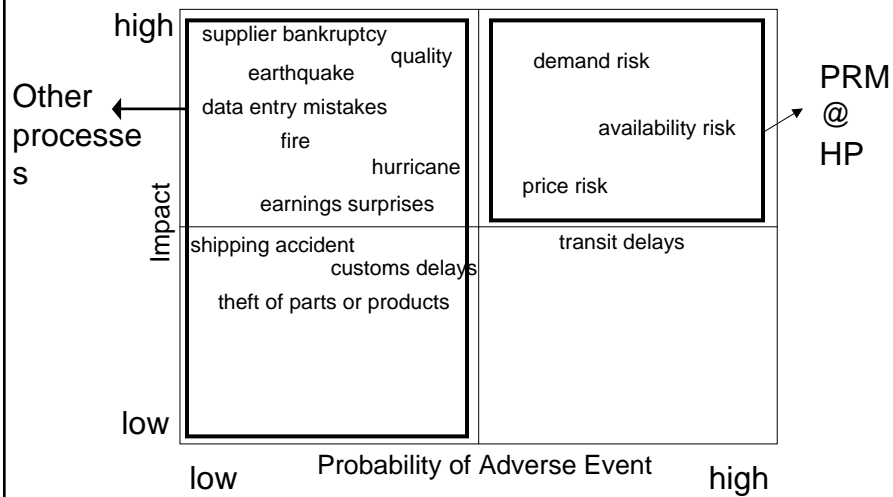 high
supplier bankruptcy
quality
earthquake
data entry mistakes
fire
hurricane
earnings surprises
demand risk
availability risk
price risk
Other
processe
s
PRM
@
HP
Impact
shipping accident
customs delays
theft of parts or products
transit delays
low
low
Probability of Adverse Event
high